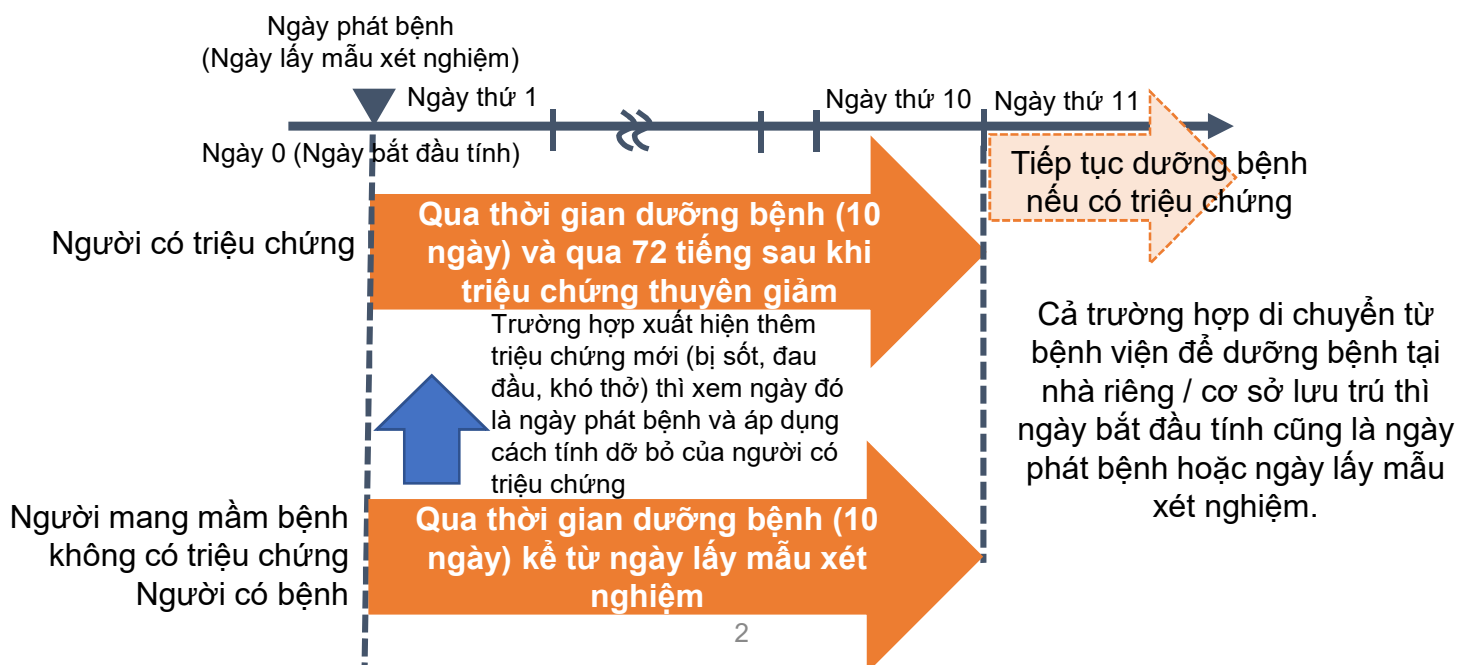 Ngày phát bệnh
(Ngày lấy mẫu xét nghiệm)
Ngày thứ 1
Ngày thứ 10
Ngày thứ 11
Ngày 0 (Ngày bắt đầu tính)
Tiếp tục dưỡng bệnh
nếu có triệu chứng
Người có triệu chứng
Qua thời gian dưỡng bệnh (10
ngày) và qua 72 tiếng sau khi
triệu chứng thuyên giảm
Trường hợp xuất hiện thêm
triệu chứng mới (bị sốt, đau
đầu, khó thở) thì xem ngày đó
là ngày phát bệnh và áp dụng
cách tính dỡ bỏ của người có
triệu chứng
Cả trường hợp di chuyển từ
bệnh viện để dưỡng bệnh tại
nhà riêng / cơ sở lưu trú thì
ngày bắt đầu tính cũng là ngày
phát bệnh hoặc ngày lấy mẫu
xét nghiệm.
Người mang mầm bệnh
không có triệu chứng
Người có bệnh
Qua thời gian dưỡng bệnh (10
ngày) kể từ ngày lấy mẫu xét
nghiệm
2